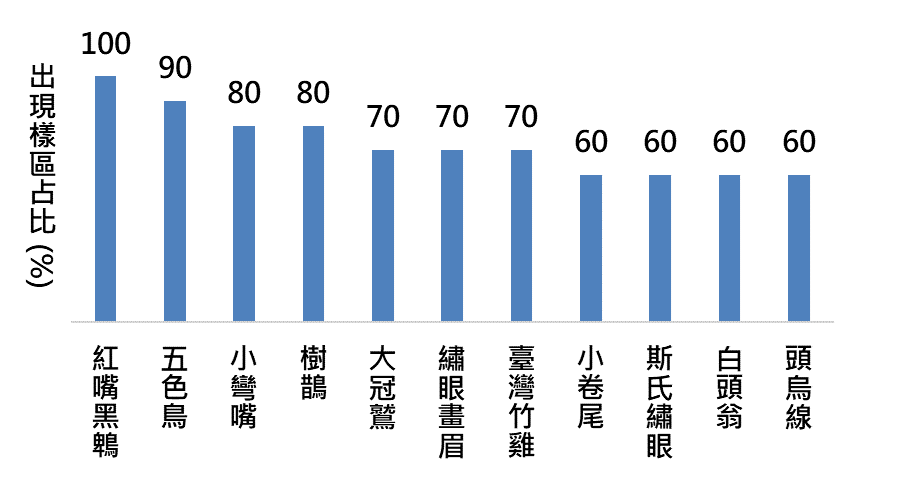 出現樣區占比 (%)
100
90
80
80
70
70
70
60
60
60
60
紅嘴黑鵯
五色鳥
小彎嘴
樹鵲
大冠鷲
繡眼畫眉
臺灣竹雞
小卷尾
斯氏繡眼
白頭翁
頭烏線